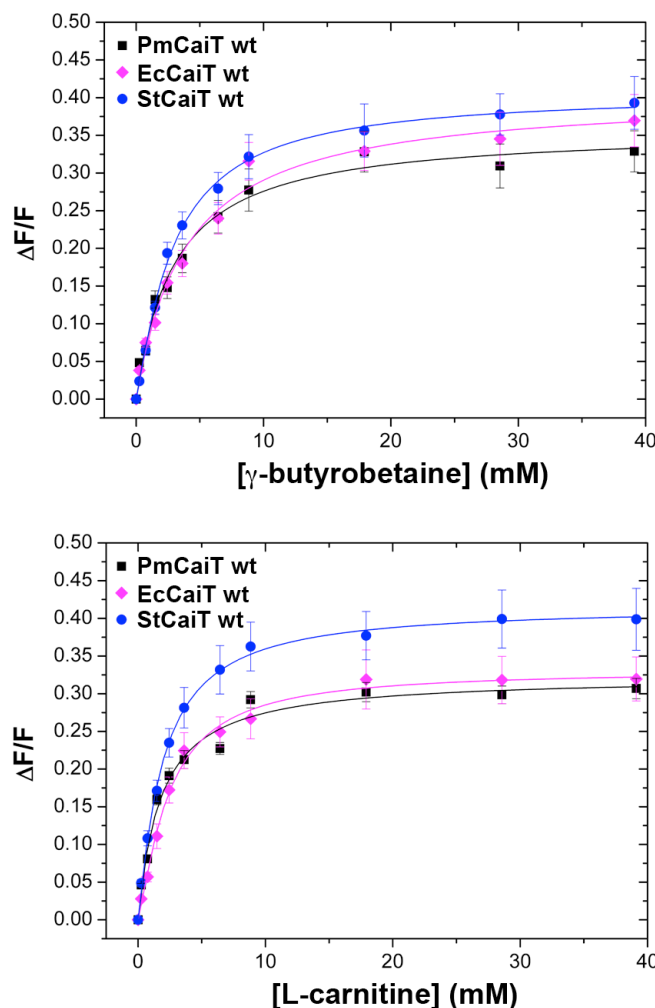 0.50
PmCaiT wt
0.45
EcCaiT wt
0.40
StCaiT wt
0.35
0.30
0.25
0.20
0.15
0.10
0.05
0.00
ΔF/F
0 10 20 30 40
[γ-butyrobetaine] (mM)
0.50
PmCaiT wt
0.45
EcCaiT wt
0.40
StCaiT wt
0.35
0.30
0.25
0.20
0.15
0.10
0.05
0.00
ΔF/F
0 10 20 30 40
[L-carnitine] (mM)